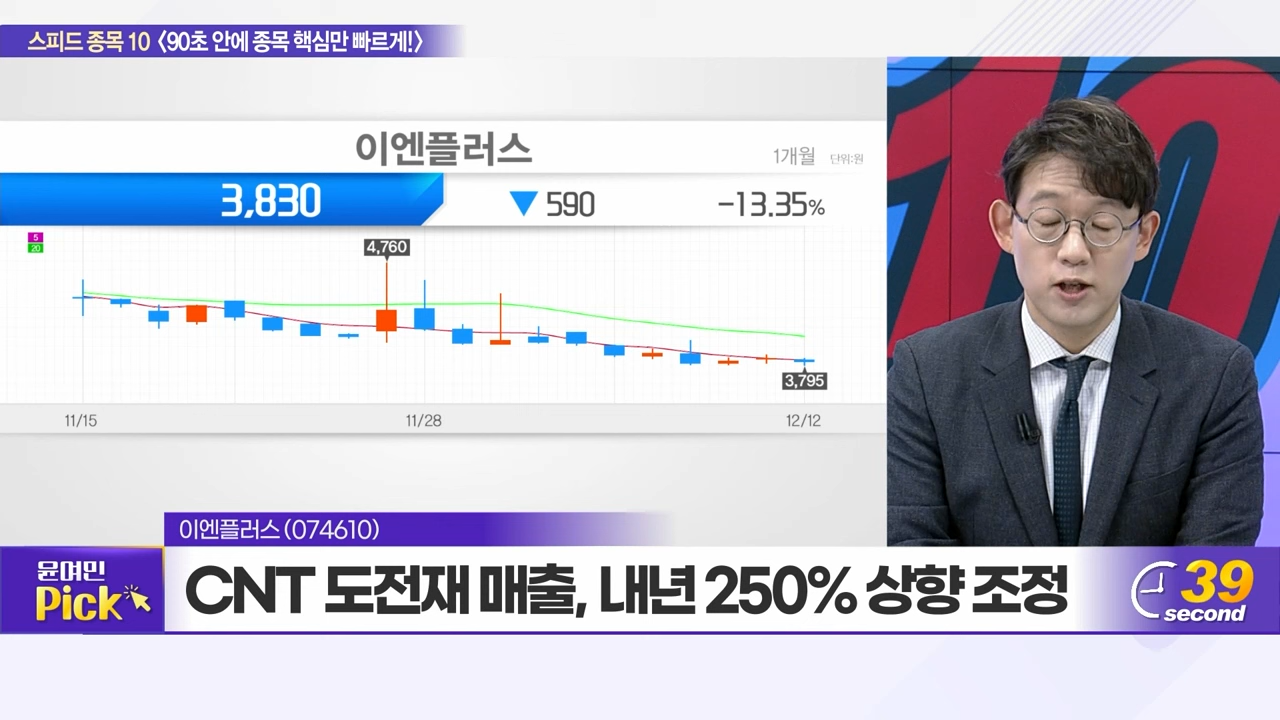 스피드 종목 10 〈90초 안에 종목 핵심만 빠르게!〉
이엔플러스
1개월 단위:원
3,830 ▼ 590 -13.35%
5
20
4,760
3,795
11/15 11/28 12/12
이엔플러스 (074610)
윤여민
Pick
CNT 도전재 매출, 내년 250% 상향 조정
39
second